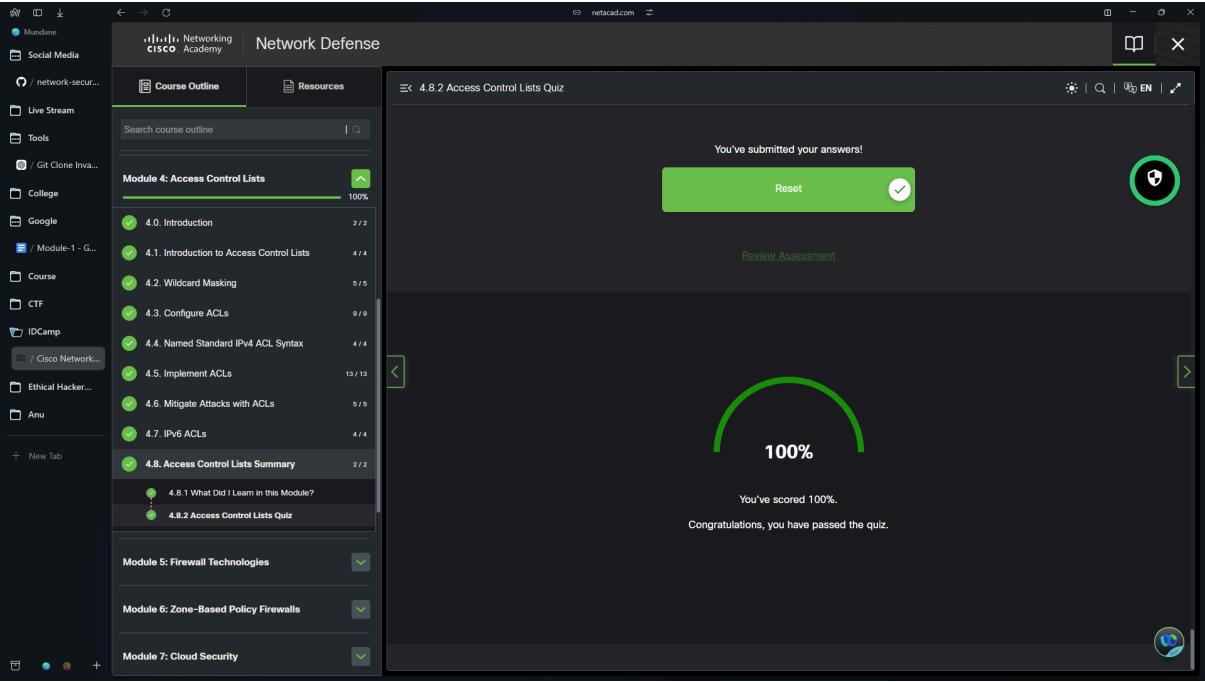 netacad.com
Mundane
Social Media
/ network-secur...
Live Stream
Tools
/ Git Clone Inva...
College
Google
/ Module-1 - G...
Course
CTF
IDCamp
/ Cisco Network...
Ethical Hacker...
Anu
New Tab
CISCO Networking Academy
Network Defense
Course Outline
Resources
Search course outline
Module 4: Access Control Lists
100%
4.0. Introduction 2 / 2
4.1. Introduction to Access Control Lists 4 / 4
4.2. Wildcard Masking 5 / 5
4.3. Configure ACLs 9 / 9
4.4. Named Standard IPv4 ACL Syntax 4 / 4
4.5. Implement ACLs 13 / 13
4.6. Mitigate Attacks with ACLs 5 / 5
4.7. IPv6 ACLs 4 / 4
4.8. Access Control Lists Summary 2 / 2
4.8.1 What Did I Learn in this Module?
4.8.2 Access Control Lists Quiz
Module 5: Firewall Technologies
Module 6: Zone-Based Policy Firewalls
Module 7: Cloud Security
4.8.2 Access Control Lists Quiz
EN
You've submitted your answers!
Reset
Review Assessment
100%
You've scored 100%.
Congratulations, you have passed the quiz.